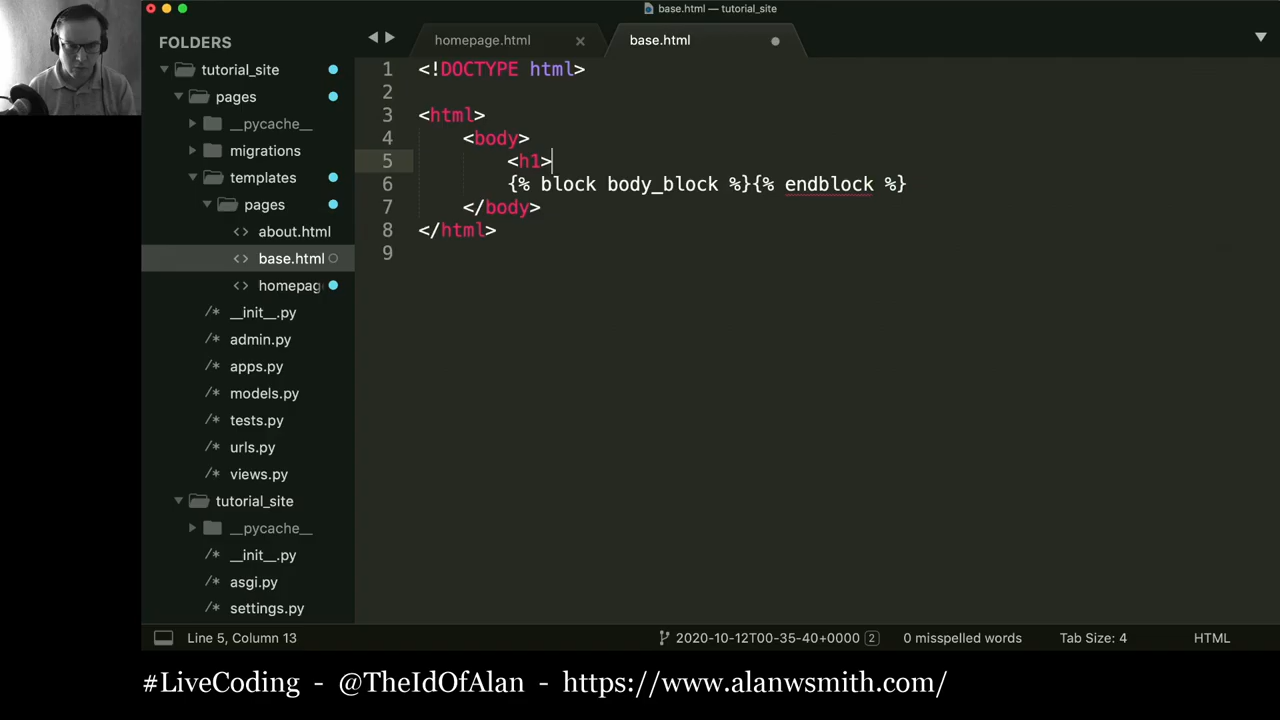 base.html — tutorial_site
FOLDERS
tutorial_site
pages
__pycache__
migrations
templates
pages
about.html
base.html
homepag
__init__.py
admin.py
apps.py
models.py
tests.py
urls.py
views.py
tutorial_site
__pycache__
__init__.py
asgi.py
settings.py
homepage.html
base.html
1 <!DOCTYPE html>
2
3 <html>
4 <body>
5 <h1>
6 {% block body_block %}{% endblock %}
7 </body>
8 </html>
9
Line 5, Column 13
2020-10-12T00-35-40+0000 2
0 misspelled words
Tab Size: 4
HTML
#LiveCoding - @TheIdOfAlan - https://www.alanwsmith.com/